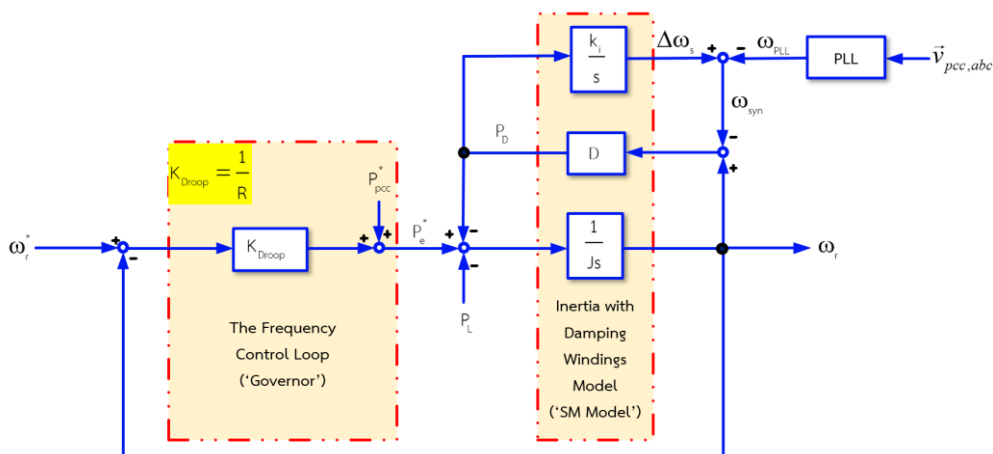 k_i
s
Δω_s
+
-
ω_PLL
PLL
v⃗_pcc,abc
ω_syn
P_D
D
-
+
K_Droop = 1/R
P*_pcc
ω*_r
+
-
K_Droop
+
+
P*_e
+
-
-
1
Js
ω_r
P_L
The Frequency
Control Loop
(‘Governor’)
Inertia with
Damping
Windings
Model
(‘SM Model’)